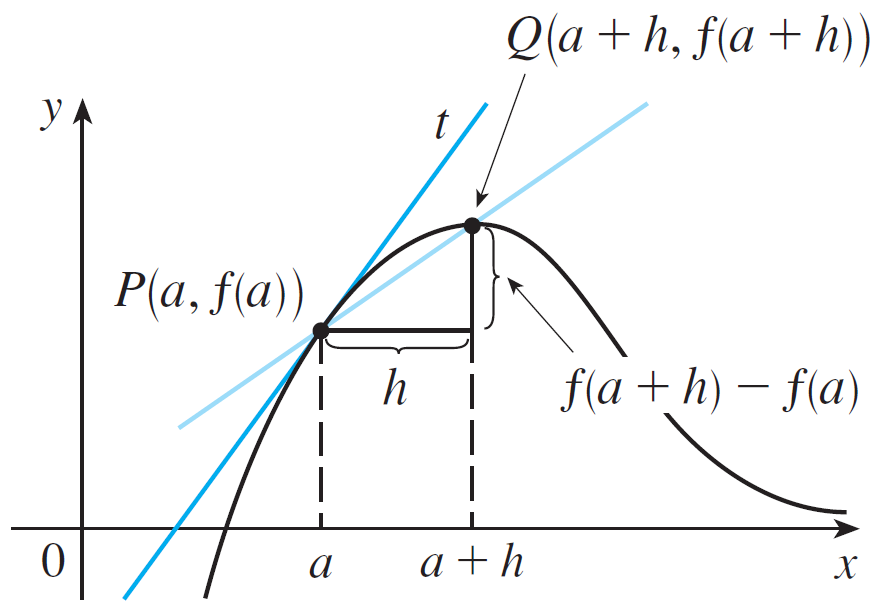 Q(a + h, f(a + h))
y
t
P(a, f(a))
h
f(a + h) − f(a)
0
a
a + h
x